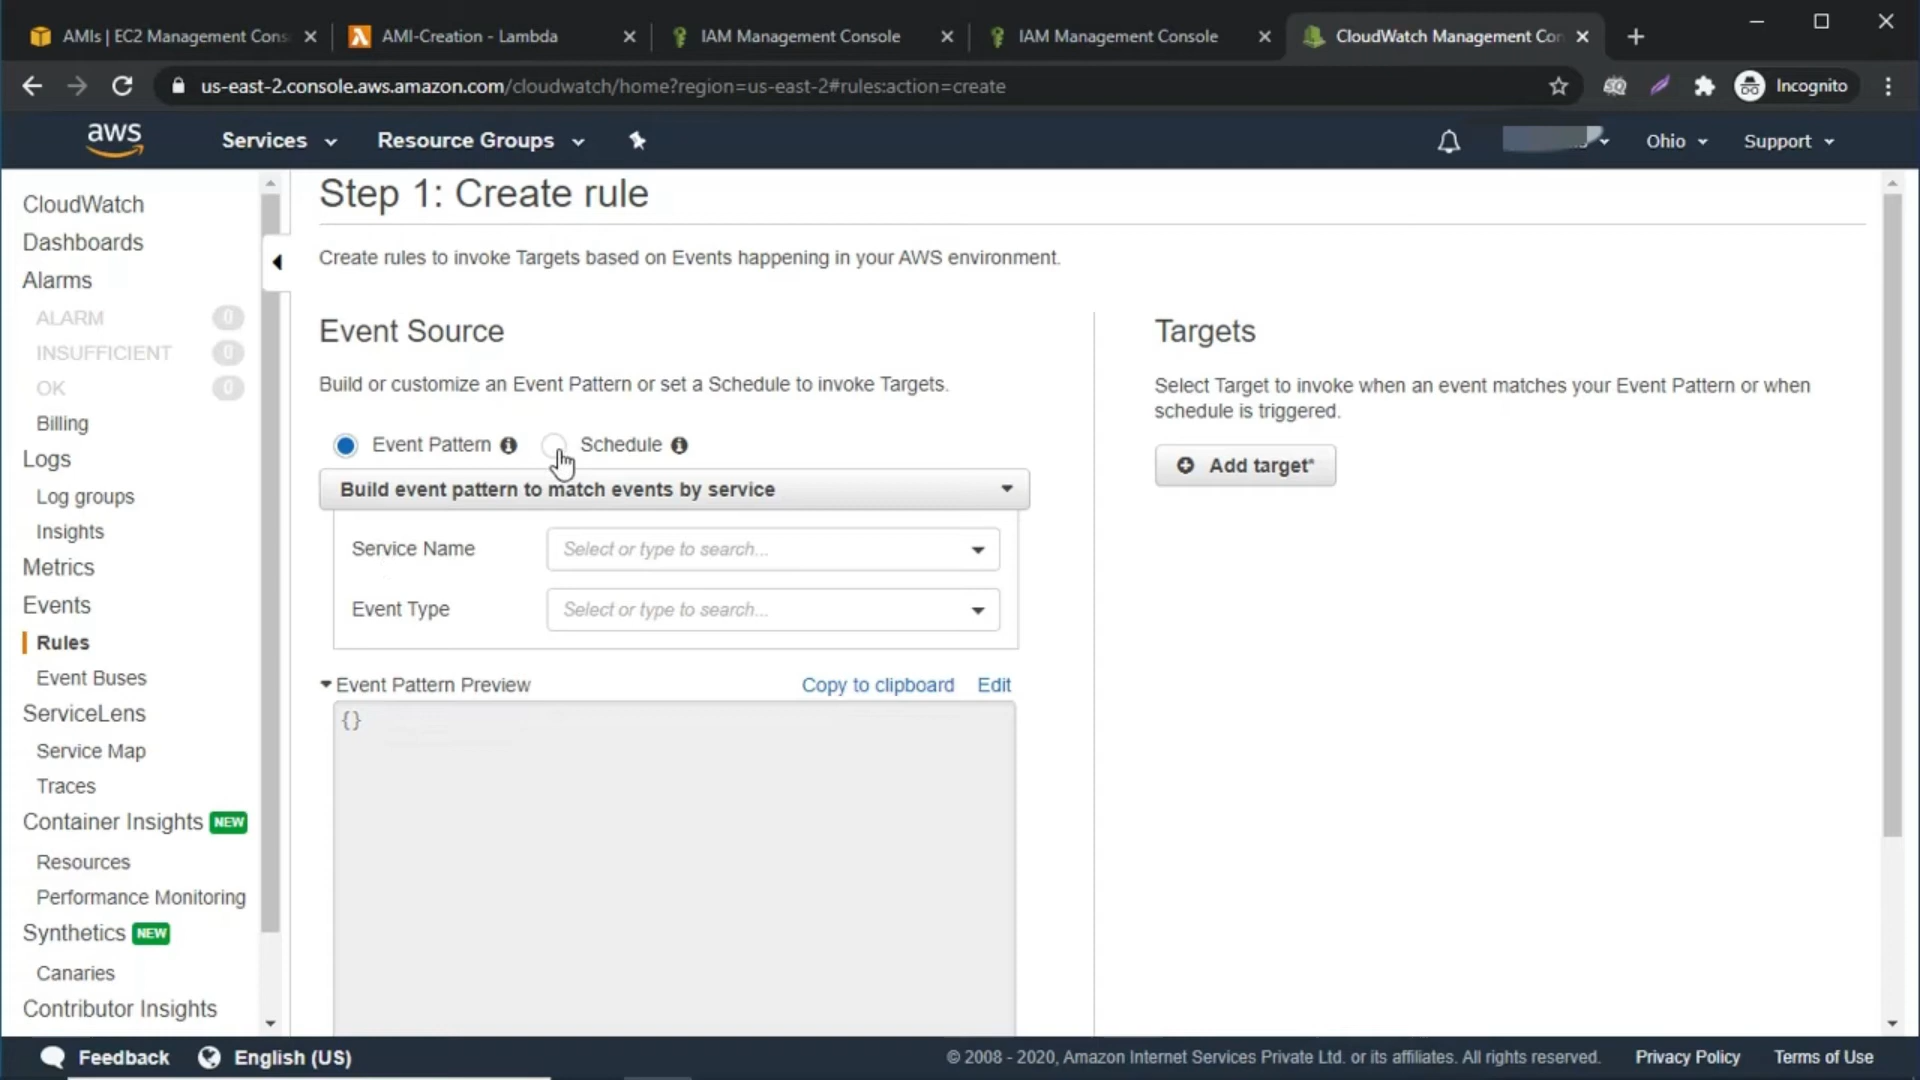 AMIs | EC2 Management Cons
AMI-Creation - Lambda
IAM Management Console
IAM Management Console
CloudWatch Management Con
us-east-2.console.aws.amazon.com/cloudwatch/home?region=us-east-2#rules:action=create
Incognito
aws
Services
Resource Groups
Ohio
Support
CloudWatch
Dashboards
Alarms
ALARM 0
INSUFFICIENT 0
OK 0
Billing
Logs
Log groups
Insights
Metrics
Events
Rules
Event Buses
ServiceLens
Service Map
Traces
Container Insights NEW
Resources
Performance Monitoring
Synthetics NEW
Canaries
Contributor Insights
Step 1: Create rule
Create rules to invoke Targets based on Events happening in your AWS environment.
Event Source
Build or customize an Event Pattern or set a Schedule to invoke Targets.
Event Pattern
Schedule
Build event pattern to match events by service
Service Name
Select or type to search...
Event Type
Select or type to search...
Event Pattern Preview
Copy to clipboard
Edit
{}
Targets
Select Target to invoke when an event matches your Event Pattern or when
schedule is triggered.
Add target*
Feedback
English (US)
© 2008 - 2020, Amazon Internet Services Private Ltd. or its affiliates. All rights reserved.
Privacy Policy
Terms of Use